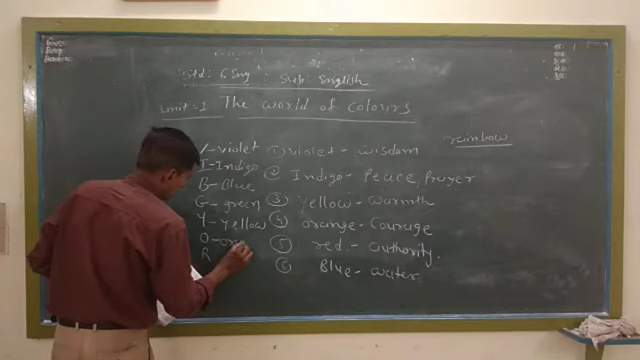 Std: 6 Eng Sub: English
Unit:-1 The world of colours
rainbow
V-violet
I-Indigo
B-Blue
G-green
Y-Yellow
O-oran
R
① violet- wisdom
② Indigo- Peace, Prayer
③ Yellow- warmth
④ orange- Courage
⑤ red- authority.
⑥ Blue- water